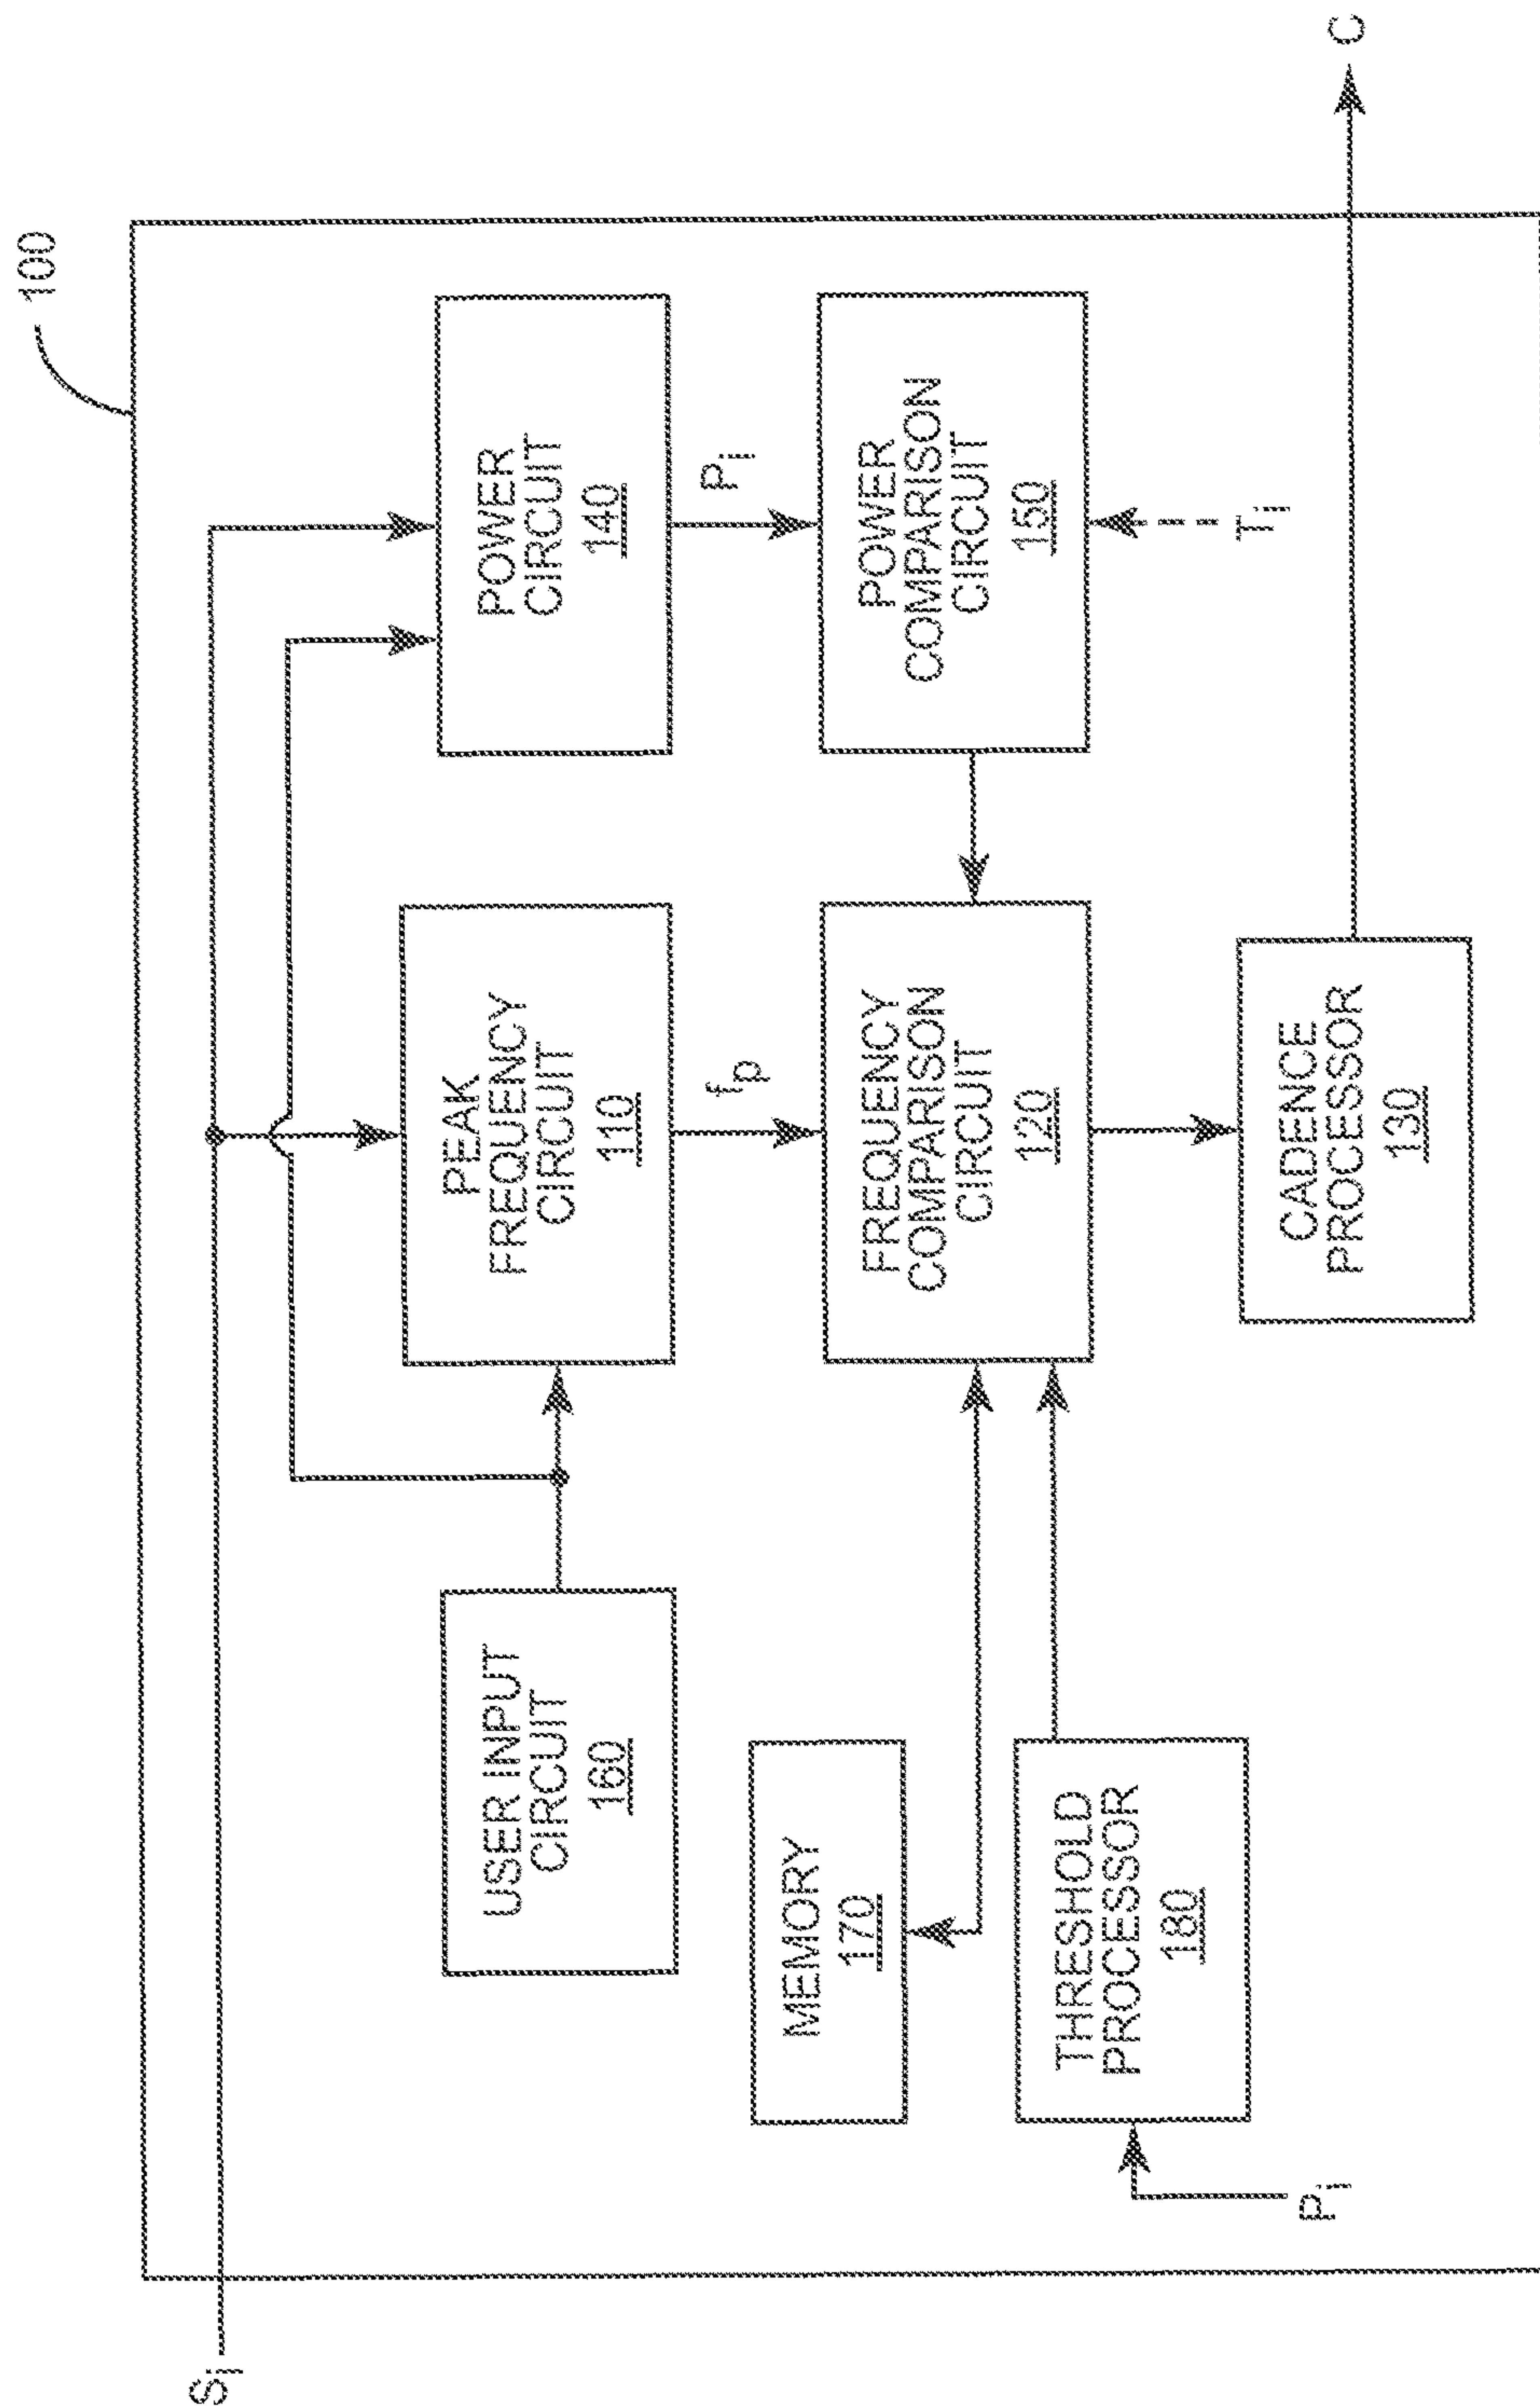 100
Si
C
USER INPUT
CIRCUIT
160
PEAK
FREQUENCY
CIRCUIT
110
POWER
CIRCUIT
140
fp
Pi
MEMORY
170
FREQUENCY
COMPARISON
CIRCUIT
120
POWER
COMPARISON
CIRCUIT
150
THRESHOLD
PROCESSOR
180
Ti
Pi
CADENCE
PROCESSOR
130